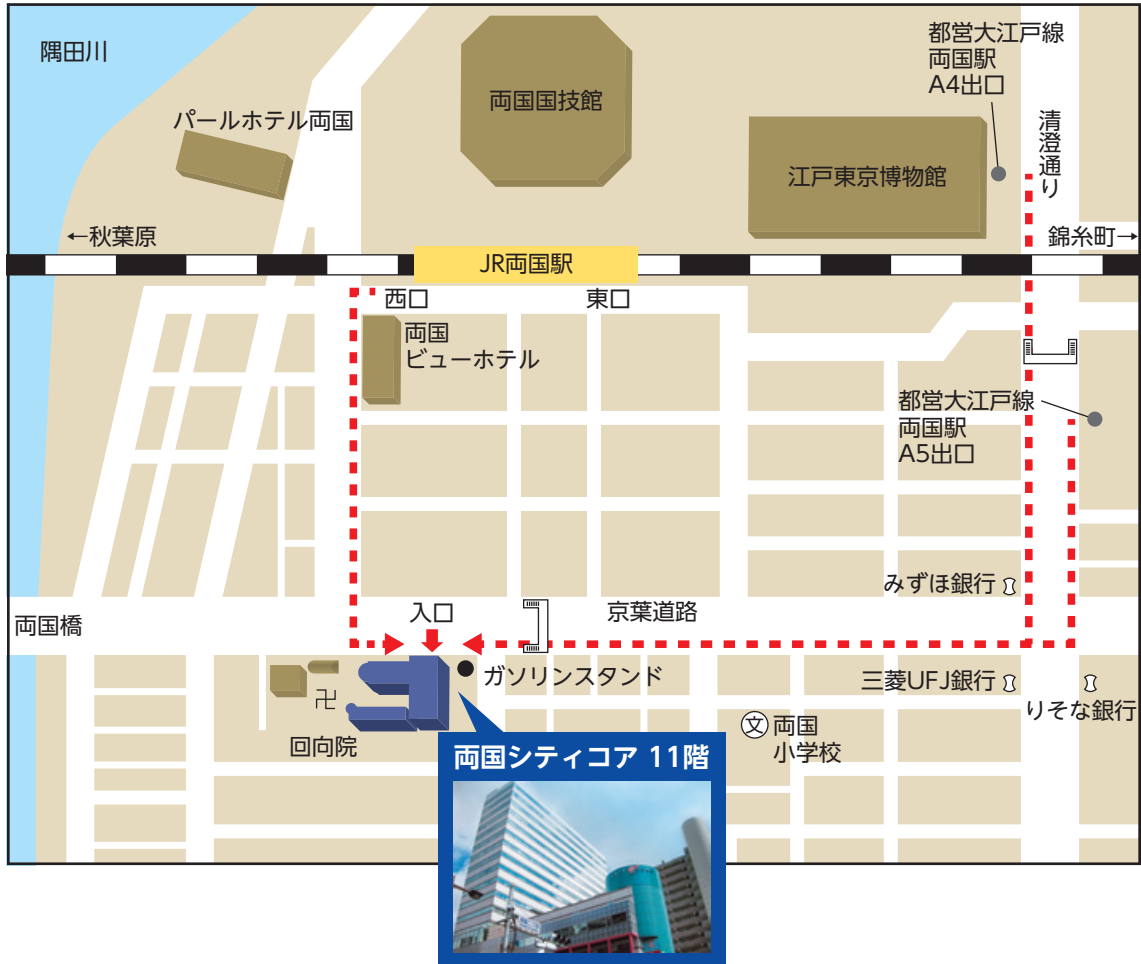 隅田川
都営大江戸線
両国駅
A4出口
両国国技館
パールホテル両国
清澄通り
江戸東京博物館
←秋葉原
錦糸町→
JR両国駅
西口
東口
両国
ビューホテル
都営大江戸線
両国駅
A5出口
みずほ銀行
両国橋
入口
京葉道路
ガソリンスタンド
三菱UFJ銀行
りそな銀行
卍
回向院
文
両国
小学校
両国シティコア 11階